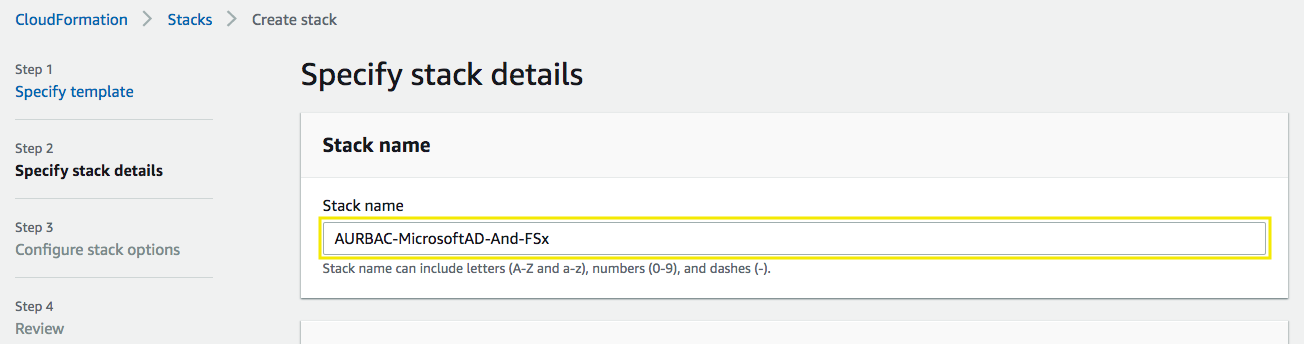 CloudFormation > Stacks > Create stack
Step 1
Specify template
Step 2
Specify stack details
Step 3
Configure stack options
Step 4
Review
Specify stack details
Stack name
Stack name
AURBAC-MicrosoftAD-And-FSx
Stack name can include letters (A-Z and a-z), numbers (0-9), and dashes (-).